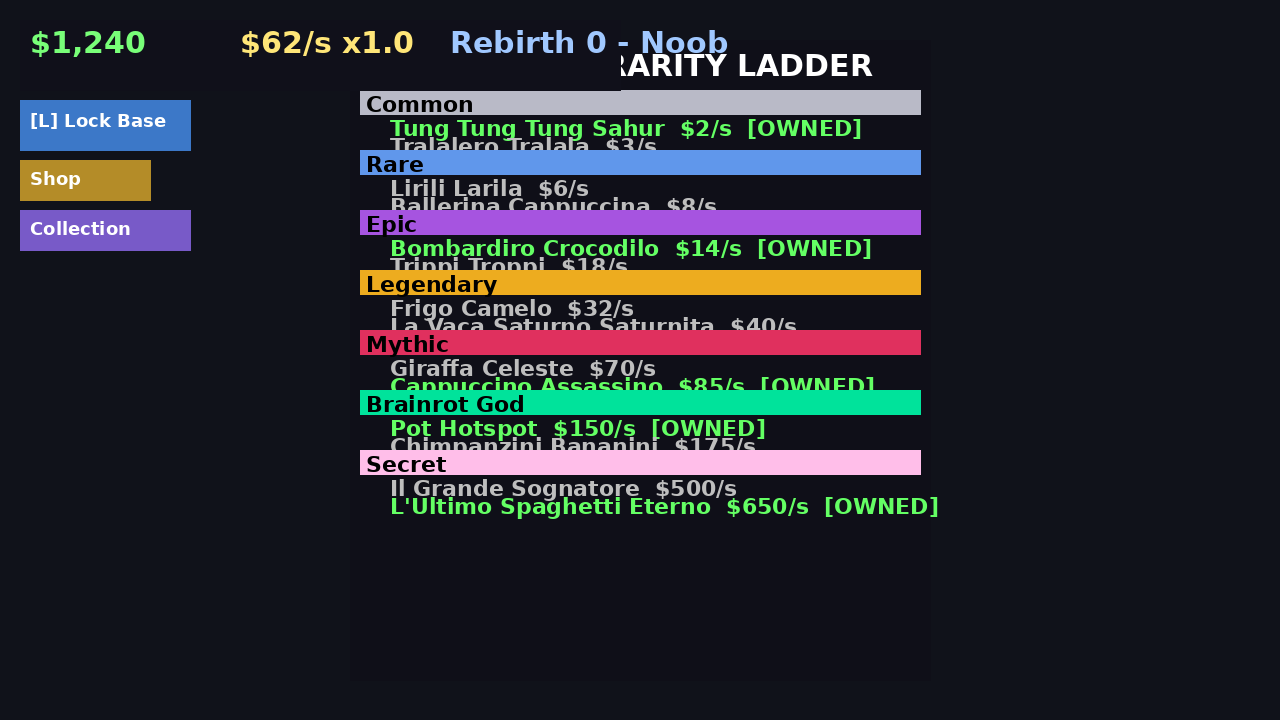 $1,240 $62/s x1.0 Rebirth 0 - Noob
RARITY LADDER
[L] Lock Base
Shop
Collection
Common
Tung Tung Tung Sahur $2/s [OWNED]
Tralalero Tralala $3/s
Rare
Lirili Larila $6/s
Ballerina Cappuccina $8/s
Epic
Bombardiro Crocodilo $14/s [OWNED]
Trippi Troppi $18/s
Legendary
Frigo Camelo $32/s
La Vaca Saturno Saturnita $40/s
Mythic
Giraffa Celeste $70/s
Cappuccino Assassino $85/s [OWNED]
Brainrot God
Pot Hotspot $150/s [OWNED]
Chimpanzini Bananini $175/s
Secret
Il Grande Sognatore $500/s
L'Ultimo Spaghetti Eterno $650/s [OWNED]